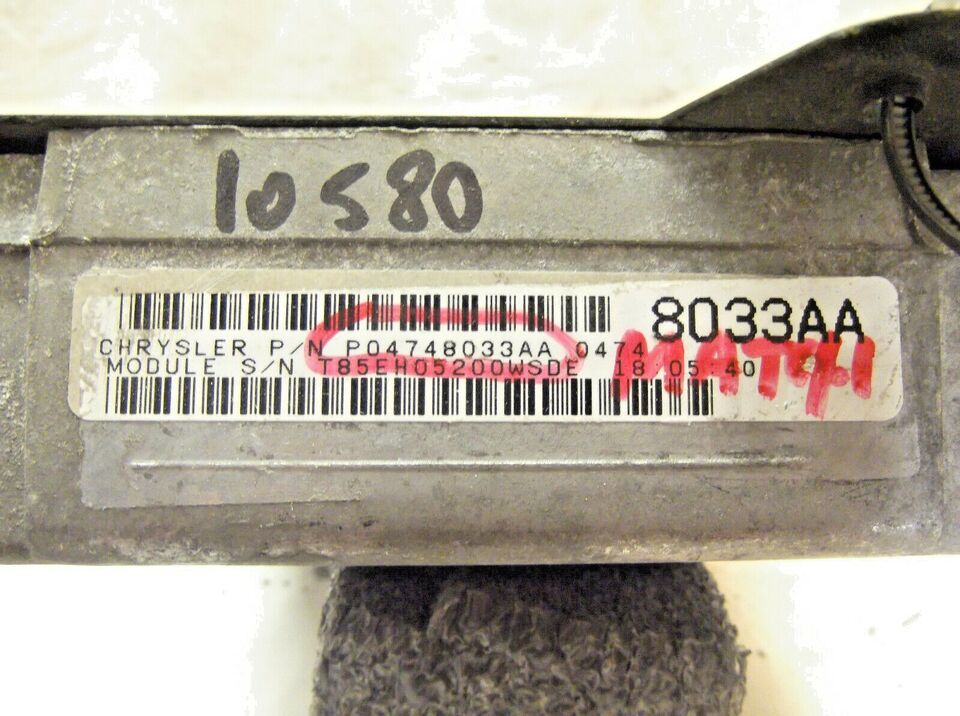 10580
8033AA
CHRYSLER P/N P04748033AA 0474
MODULE S/N T85EH05200WSDE 18:05:40
MATCH